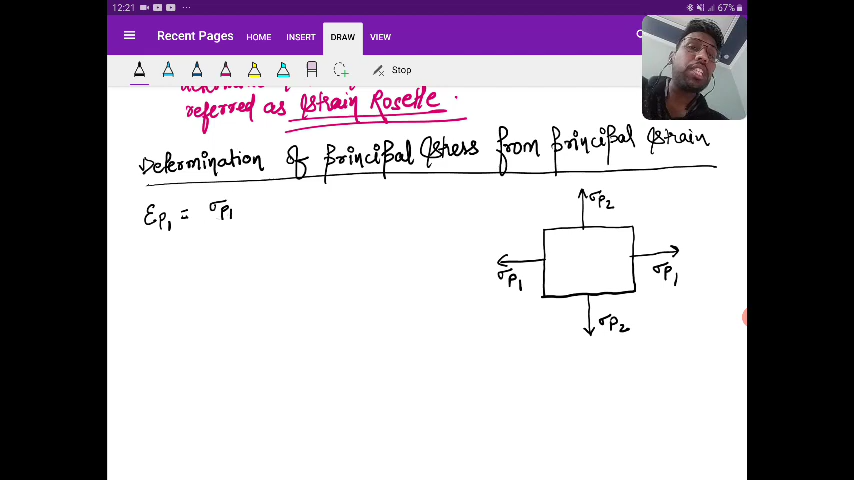 12:21
67%
Recent Pages HOME INSERT DRAW VIEW
Stop
referred as Strain Rosette.
Determination of principal stress from principal strain
εp1 = σp1
σp2
σp1 σp1
σp2